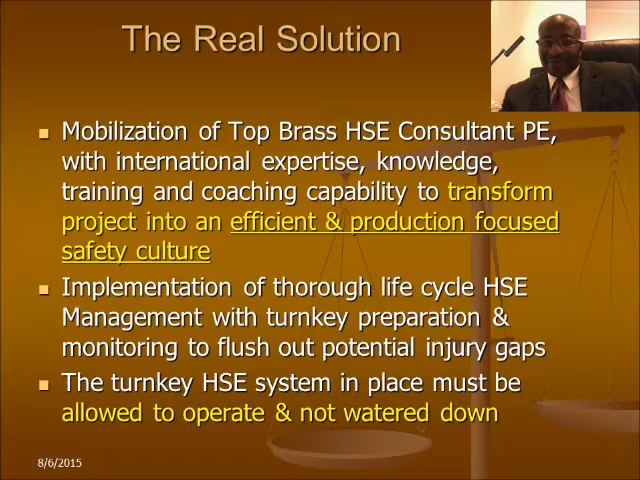 The Real Solution
Mobilization of Top Brass HSE Consultant PE,
with international expertise, knowledge,
training and coaching capability to transform
project into an efficient & production focused
safety culture
Implementation of thorough life cycle HSE
Management with turnkey preparation &
monitoring to flush out potential injury gaps
The turnkey HSE system in place must be
allowed to operate & not watered down
8/6/2015